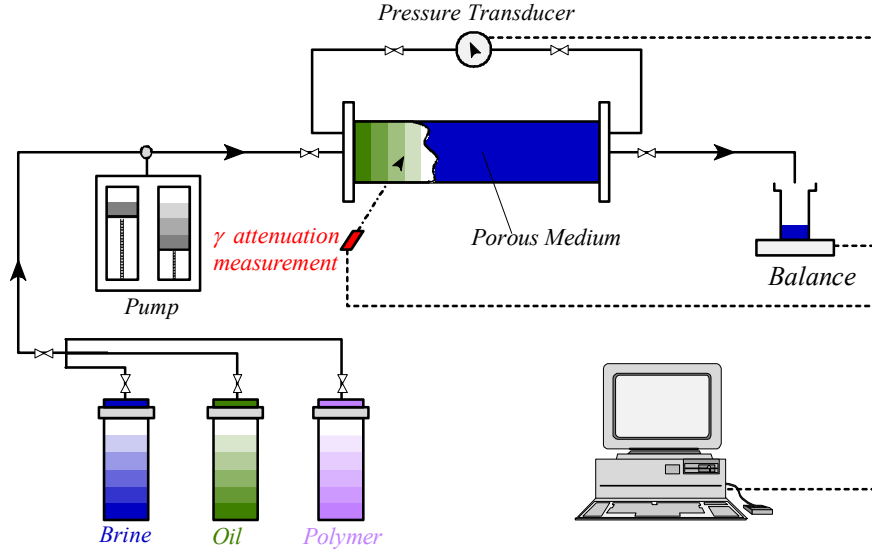 Pressure Transducer
γ attenuation
measurement
Porous Medium
Balance
Pump
Brine
Oil
Polymer